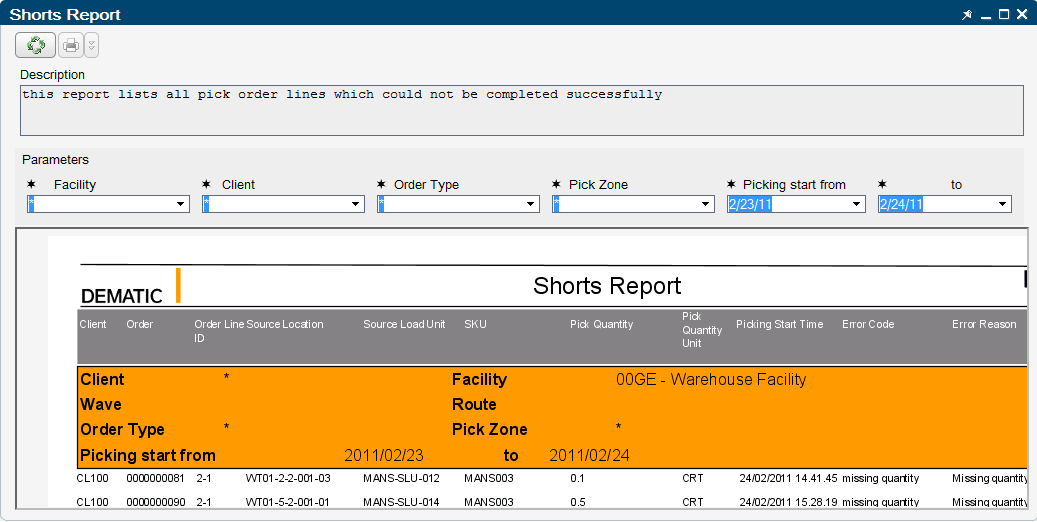 Shorts Report
Description
this report lists all pick order lines which could not be completed successfully
Parameters
Facility Client Order Type Pick Zone Picking start from to
* * * * 2/23/11 2/24/11
DEMATIC Shorts Report
Client Order Order Line ID Source Location Source Load Unit SKU Pick Quantity Pick Quantity Unit Picking Start Time Error Code Error Reason
Client * Facility 00GE - Warehouse Facility
Wave Route
Order Type * Pick Zone *
Picking start from 2011/02/23 to 2011/02/24
CL100 0000000081 2-1 WT01-2-2-001-03 MANS-SLU-012 MANS003 0.1 CRT 24/02/2011 14.41.45 missing quantity Missing quantity
CL100 0000000090 2-1 WT01-5-2-001-01 MANS-SLU-014 MANS003 0.5 CRT 24/02/2011 15.28.19 missing quantity Missing quantity